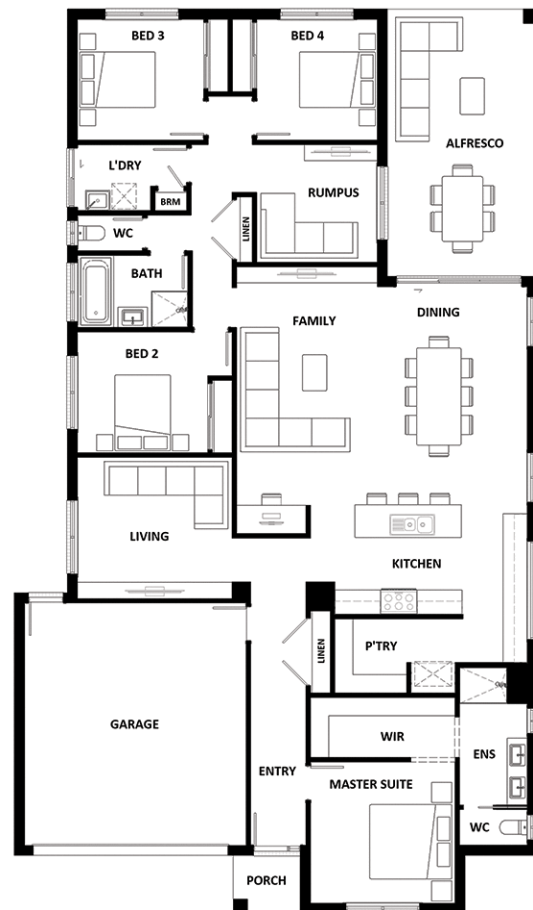 BED 3
BED 4
ALFRESCO
L'DRY
RUMPUS
BRM
WC
LINEN
BATH
FAMILY
DINING
BED 2
LIVING
KITCHEN
P'TRY
LINEN
GARAGE
WIR
ENS
ENTRY
MASTER SUITE
WC
PORCH